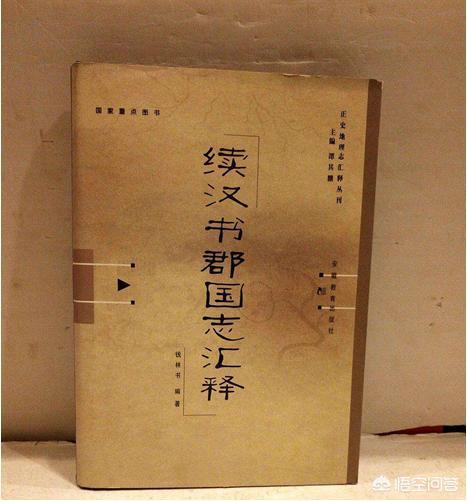 国家重点图书
正史地理志汇释丛刊
主编 谭其骧
续汉书郡国志汇释
安徽教育出版社
钱林书 编著
悟空问答